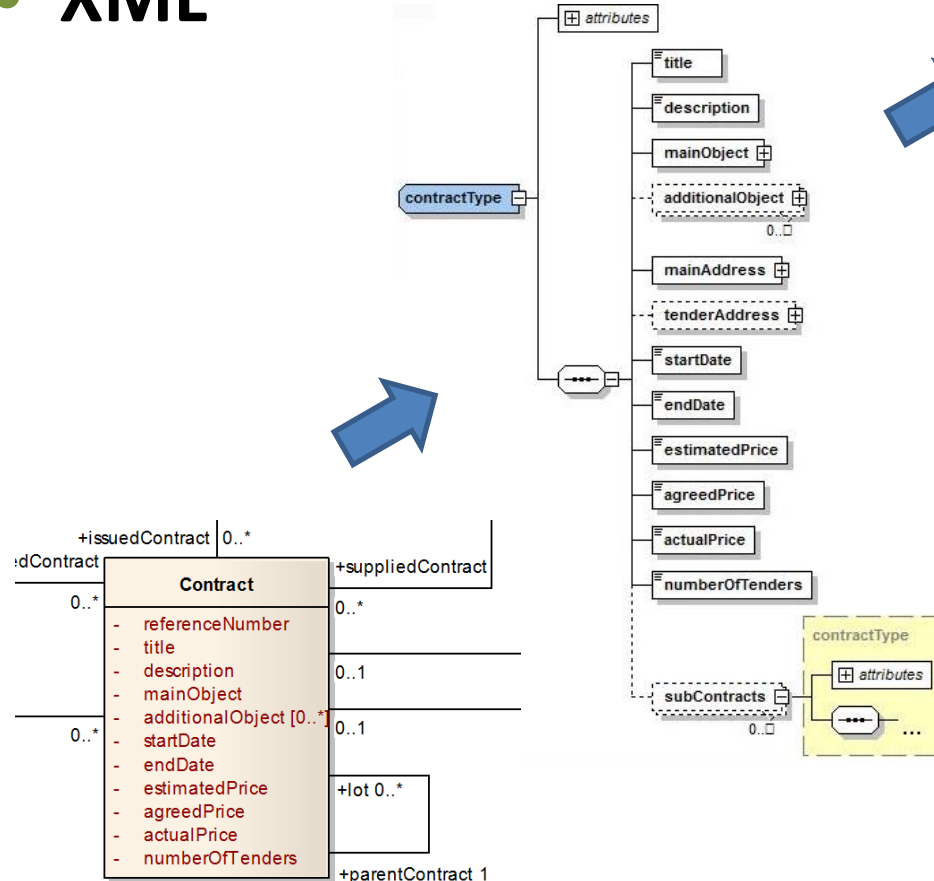 XML
attributes
title
description
mainObject
contractType
additionalObject
0..□
mainAddress
tenderAddress
startDate
endDate
estimatedPrice
agreedPrice
actualPrice
numberOfTenders
contractType
attributes
subContracts
0..□
...
+issuedContract 0..*
edContract
+suppliedContract
Contract
0..*
0..*
- referenceNumber
- title
- description
0..1
- mainObject
- additionalObject [0..*]
0..1
0..*
- startDate
- endDate
- estimatedPrice
+lot 0..*
- agreedPrice
- actualPrice
- numberOfTenders
+parentContract 1